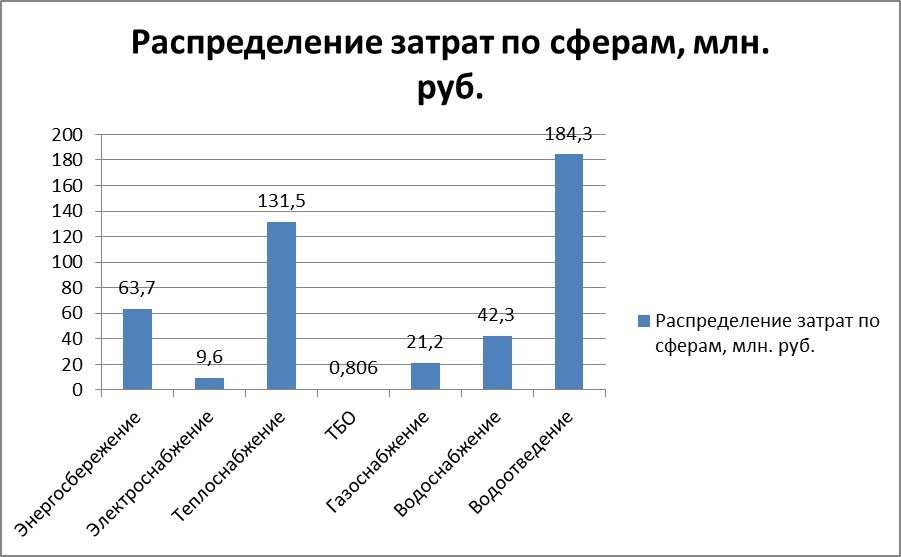 Распределение затрат по сферам, млн.
руб.
200
180
160
140
120
100
80
60
40
20
0
63,7
9,6
131,5
0,806
21,2
42,3
184,3
Энергосбережение
Электроснабжение
Теплоснабжение
ТБО
Газоснабжение
Водоснабжение
Водоотведение
Распределение затрат по
сферам, млн. руб.